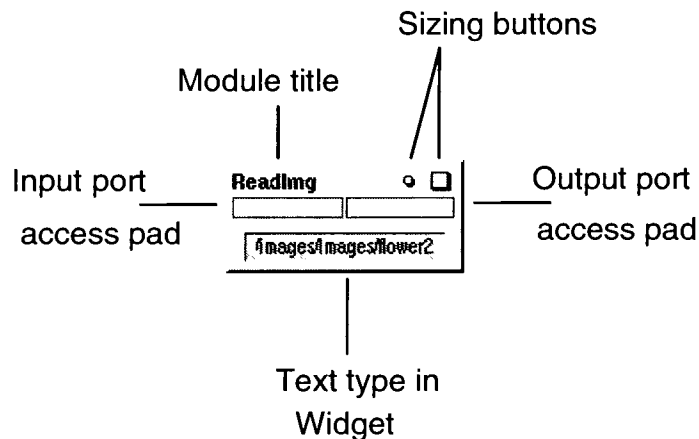 Sizing buttons
Module title
Input port
access pad
ReadImg
Output port
access pad
/images/images/flower2
Text type in
Widget